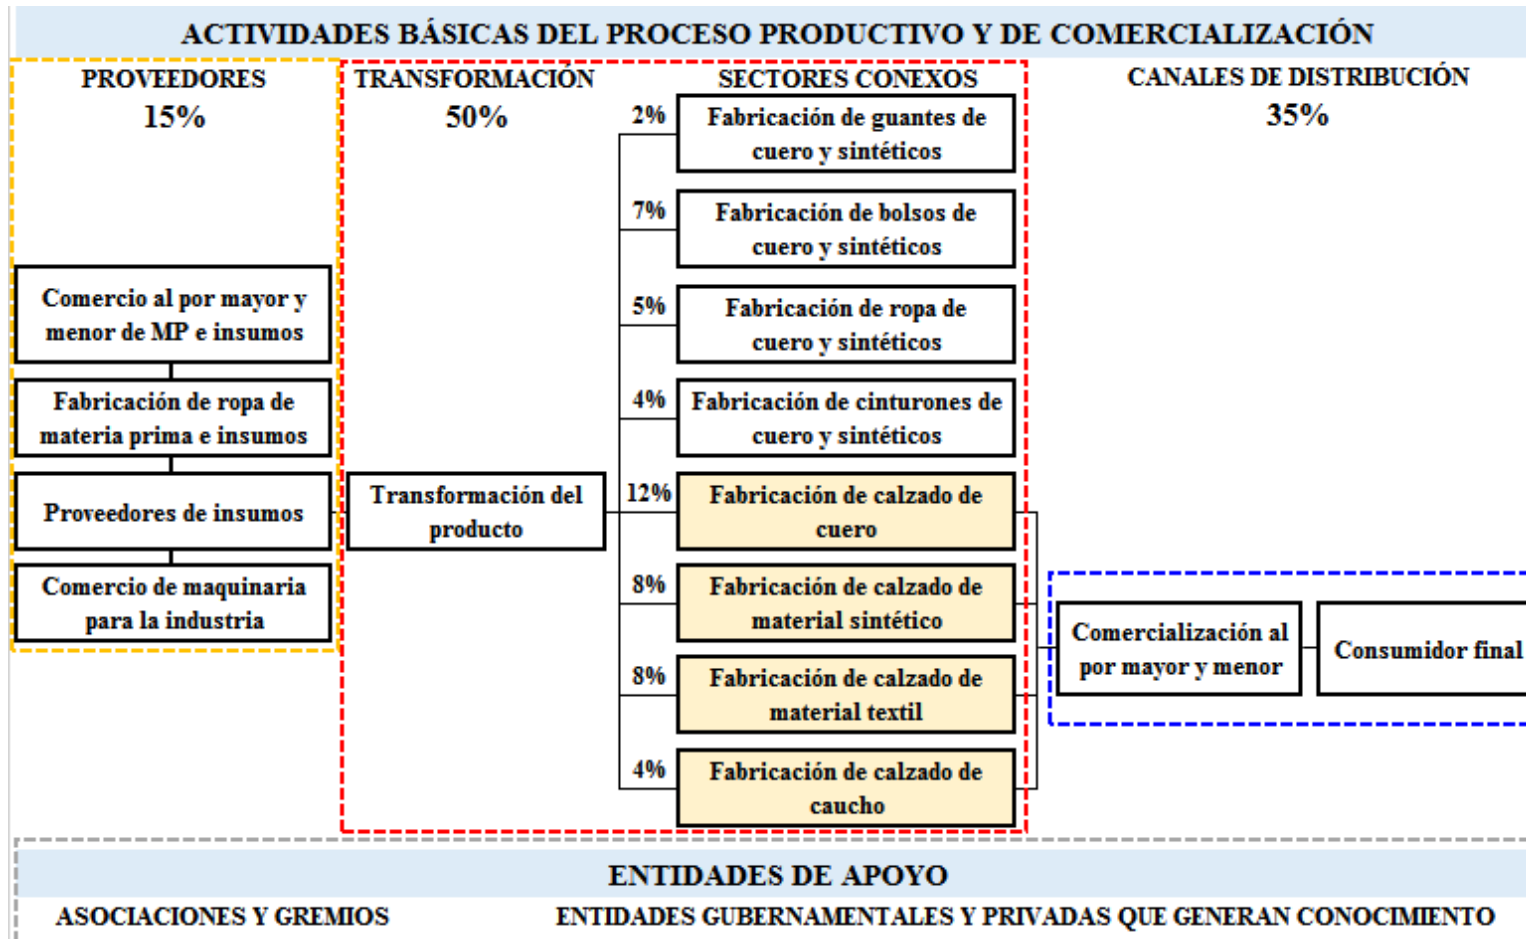 ACTIVIDADES BÁSICAS DEL PROCESO PRODUCTIVO Y DE COMERCIALIZACIÓN
PROVEEDORES
15%
TRANSFORMACIÓN
50%
SECTORES CONEXOS
CANALES DE DISTRIBUCIÓN
35%
Comercio al por mayor y
menor de MP e insumos
Fabricación de ropa de
materia prima e insumos
Proveedores de insumos
Comercio de maquinaria
para la industria
Transformación del
producto
2%
Fabricación de guantes de
cuero y sintéticos
7%
Fabricación de bolsos de
cuero y sintéticos
5%
Fabricación de ropa de
cuero y sintéticos
4%
Fabricación de cinturones de
cuero y sintéticos
12%
Fabricación de calzado de
cuero
8%
Fabricación de calzado de
material sintético
8%
Fabricación de calzado de
material textil
4%
Fabricación de calzado de
caucho
Comercialización al
por mayor y menor
Consumidor final
ENTIDADES DE APOYO
ASOCIACIONES Y GREMIOS
ENTIDADES GUBERNAMENTALES Y PRIVADAS QUE GENERAN CONOCIMIENTO